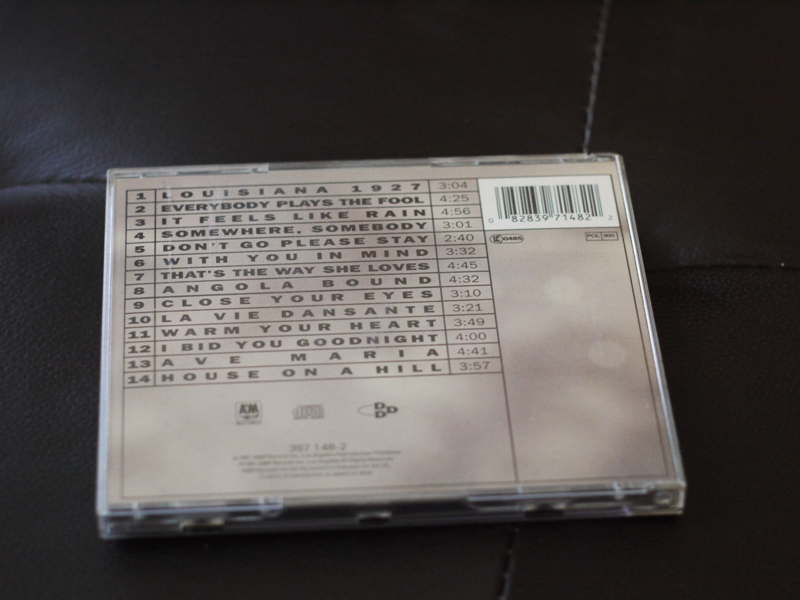 1 LOUISIANA 1927 3:04
2 EVERYBODY PLAYS THE FOOL 4:25
3 IT FEELS LIKE RAIN 4:56
4 SOMEWHERE, SOMEBODY 3:01
5 DON'T GO PLEASE STAY 2:40
6 WITH YOU IN MIND 3:32
7 THAT'S THE WAY SHE LOVES 4:45
8 ANGOLA BOUND 4:32
9 CLOSE YOUR EYES 3:10
10 LA VIE DANSANTE 3:21
11 WARM YOUR HEART 3:49
12 I BID YOU GOODNIGHT 4:00
13 AVE MARIA 4:41
14 HOUSE ON A HILL 3:57
0 82839 71482 2
LC 0485
A&M
DDD
397 148-2